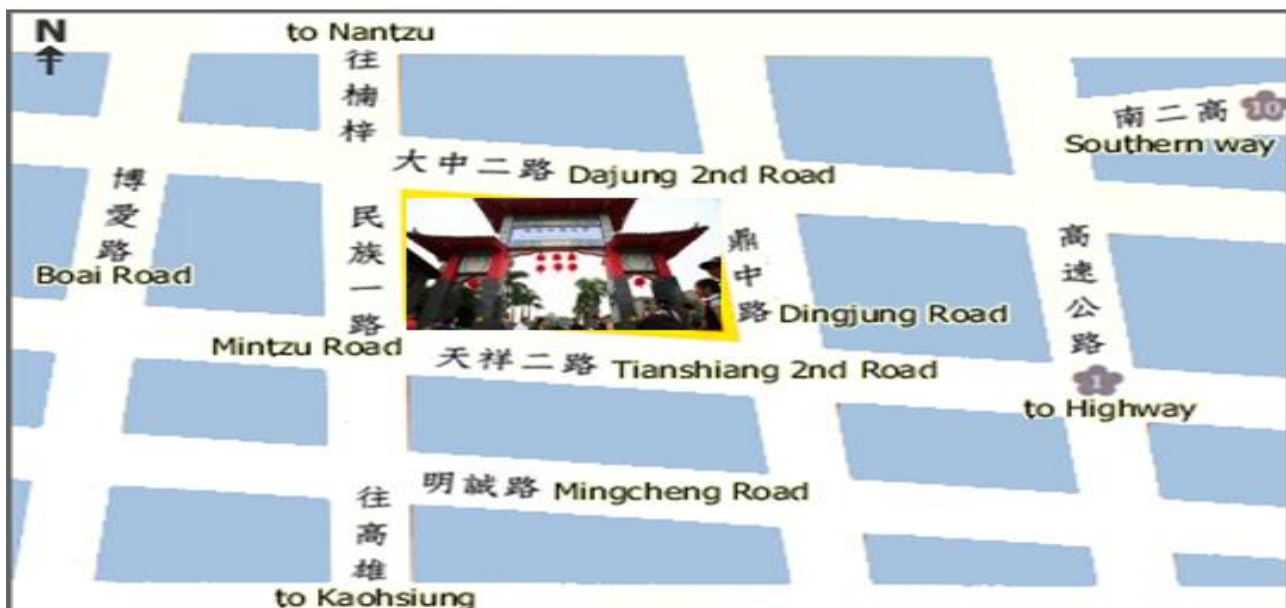 N
to Nantzu
往楠梓
南二高 10
Southern way
大中二路 Dajung 2nd Road
博愛路
Boai Road
民族一路
Mintzu Road
鼎中路
Dingjung Road
高速公路
1
to Highway
天祥二路 Tianshiang 2nd Road
明誠路 Mingcheng Road
往高雄
to Kaohsiung